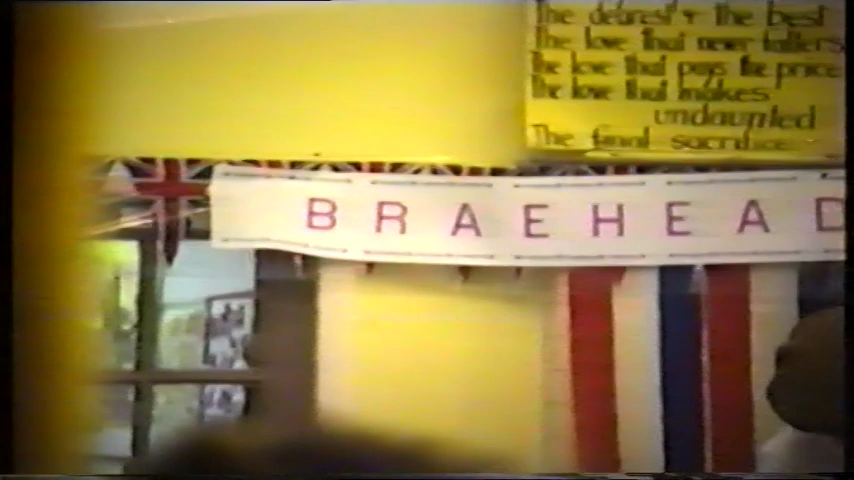 The dearest + the best
The love that never falters
The love that pays the price
The love that makes
undaunted
The final sacrifice
BRAEHEAD